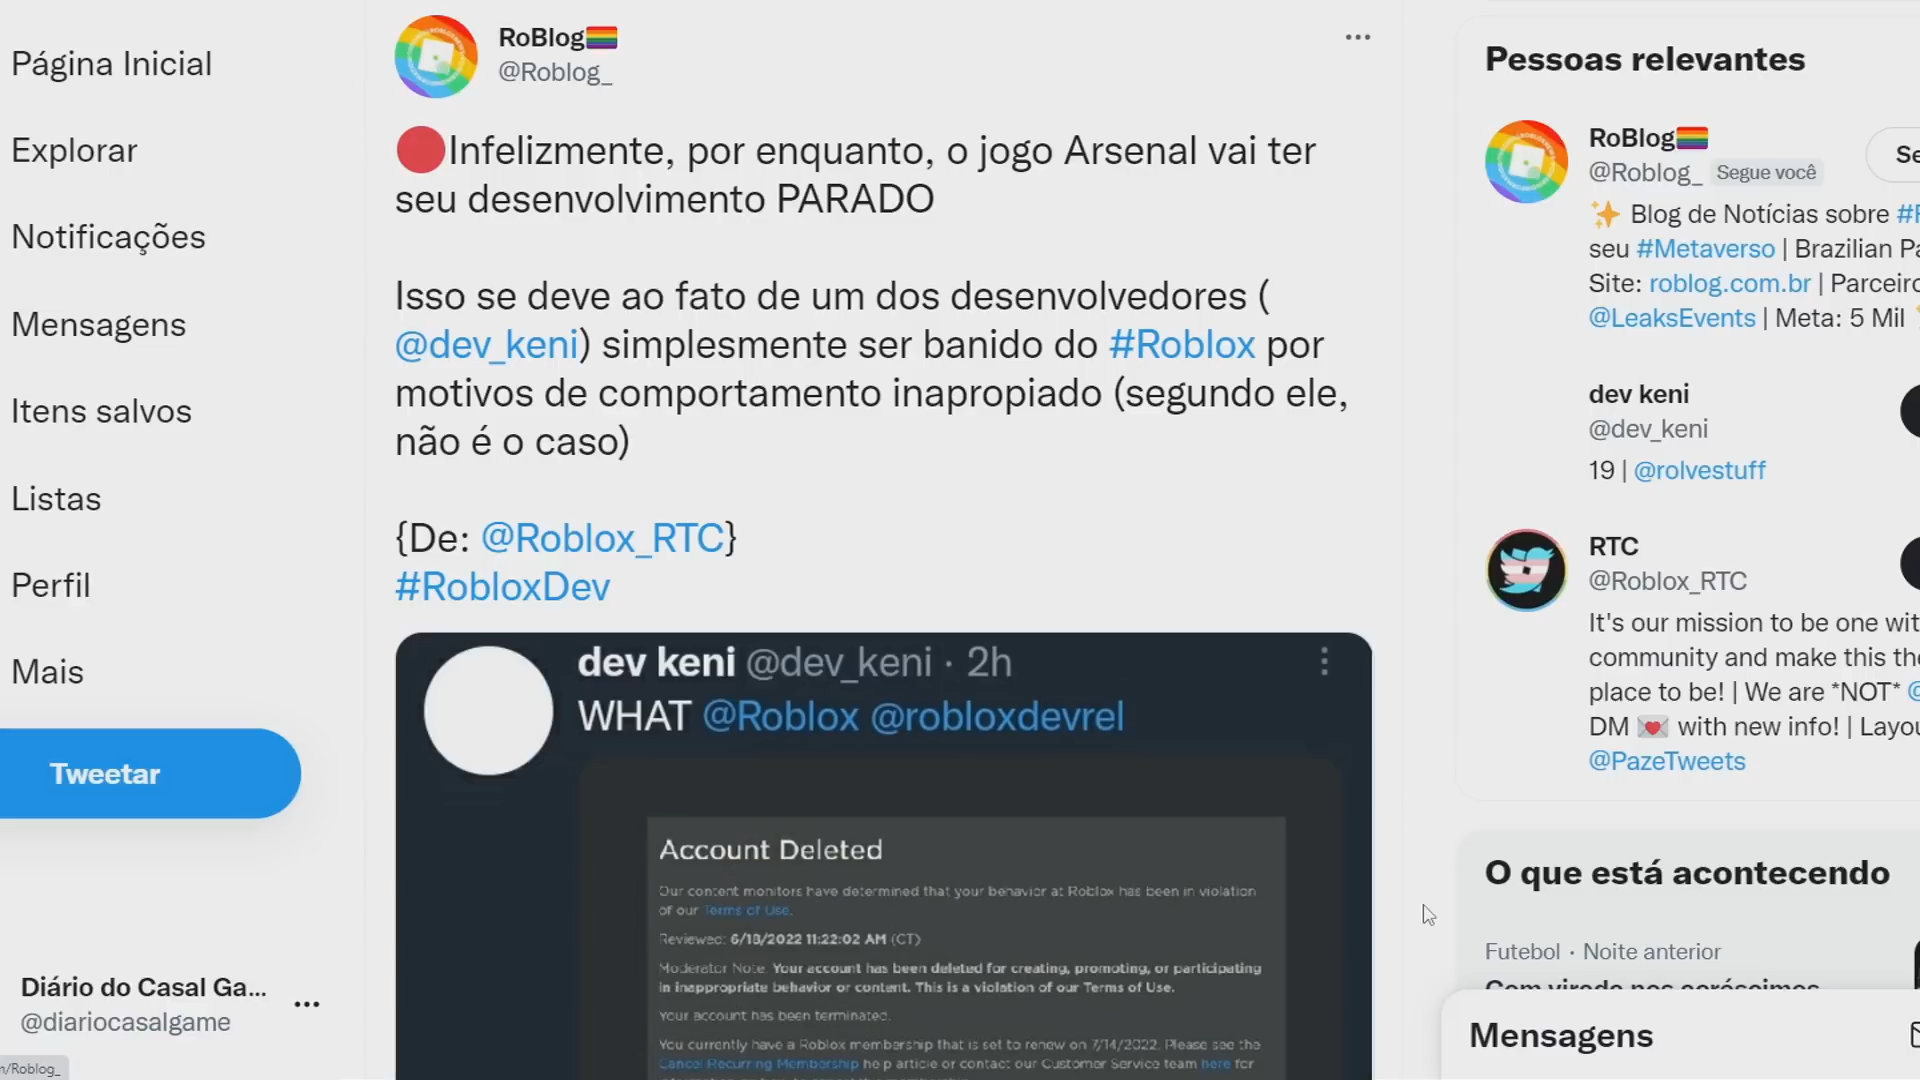 Página Inicial
Explorar
Notificações
Mensagens
Itens salvos
Listas
Perfil
Mais
Tweetar
Diário do Casal Ga...
@diariocasalgame
n/Roblog_
RoBlog🏳️‍🌈
@Roblog_
🔴Infelizmente, por enquanto, o jogo Arsenal vai ter
seu desenvolvimento PARADO
Isso se deve ao fato de um dos desenvolvedores (
@dev_keni) simplesmente ser banido do #Roblox por
motivos de comportamento inapropiado (segundo ele,
não é o caso)
{De: @Roblox_RTC}
#RobloxDev
dev keni @dev_keni · 2h
WHAT @Roblox @robloxdevrel
Account Deleted
Our content monitors have determined that your behavior at Roblox has been in violation
of our Terms of Use.
Reviewed: 6/18/2022 11:22:02 AM (CT)
Moderator Note: Your account has been deleted for creating, promoting, or participating
in inappropriate behavior or content. This is a violation of our Terms of Use.
Your account has been terminated.
You currently have a Roblox membership that is set to renew on 7/14/2022. Please see the
Cancel Recurring Membership help article or contact our Customer Service team here for
Pessoas relevantes
RoBlog🏳️‍🌈
@Roblog_ Segue você
Se
✨ Blog de Notícias sobre #R
seu #Metaverso | Brazilian Pa
Site: roblog.com.br | Parceiro
@LeaksEvents | Meta: 5 Mil
dev keni
@dev_keni
19 | @rolvestuff
RTC
@Roblox_RTC
It's our mission to be one wit
community and make this the
place to be! | We are *NOT* @
DM 💌 with new info! | Layou
@PazeTweets
O que está acontecendo
Futebol · Noite anterior
Com virada nos acréscimos
Mensagens